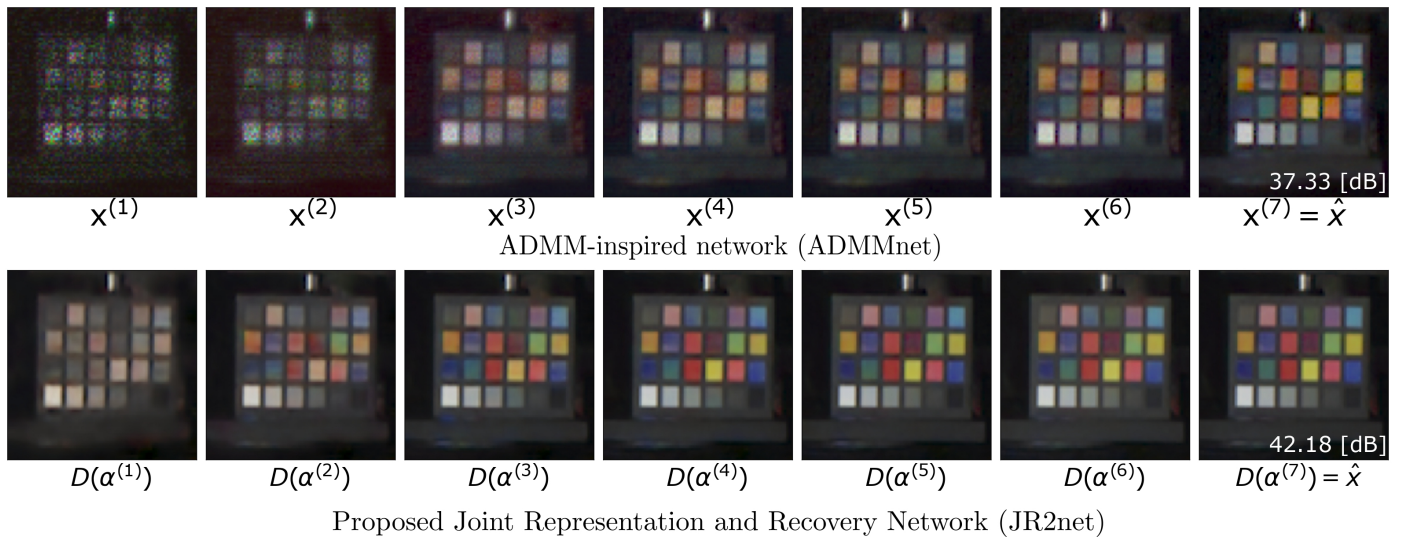 37.33 [dB]
x⁽¹⁾ x⁽²⁾ x⁽³⁾ x⁽⁴⁾ x⁽⁵⁾ x⁽⁶⁾ x⁽⁷⁾ = x̂
ADMM-inspired network (ADMMnet)
42.18 [dB]
D(α⁽¹⁾) D(α⁽²⁾) D(α⁽³⁾) D(α⁽⁴⁾) D(α⁽⁵⁾) D(α⁽⁶⁾) D(α⁽⁷⁾) = x̂
Proposed Joint Representation and Recovery Network (JR2net)